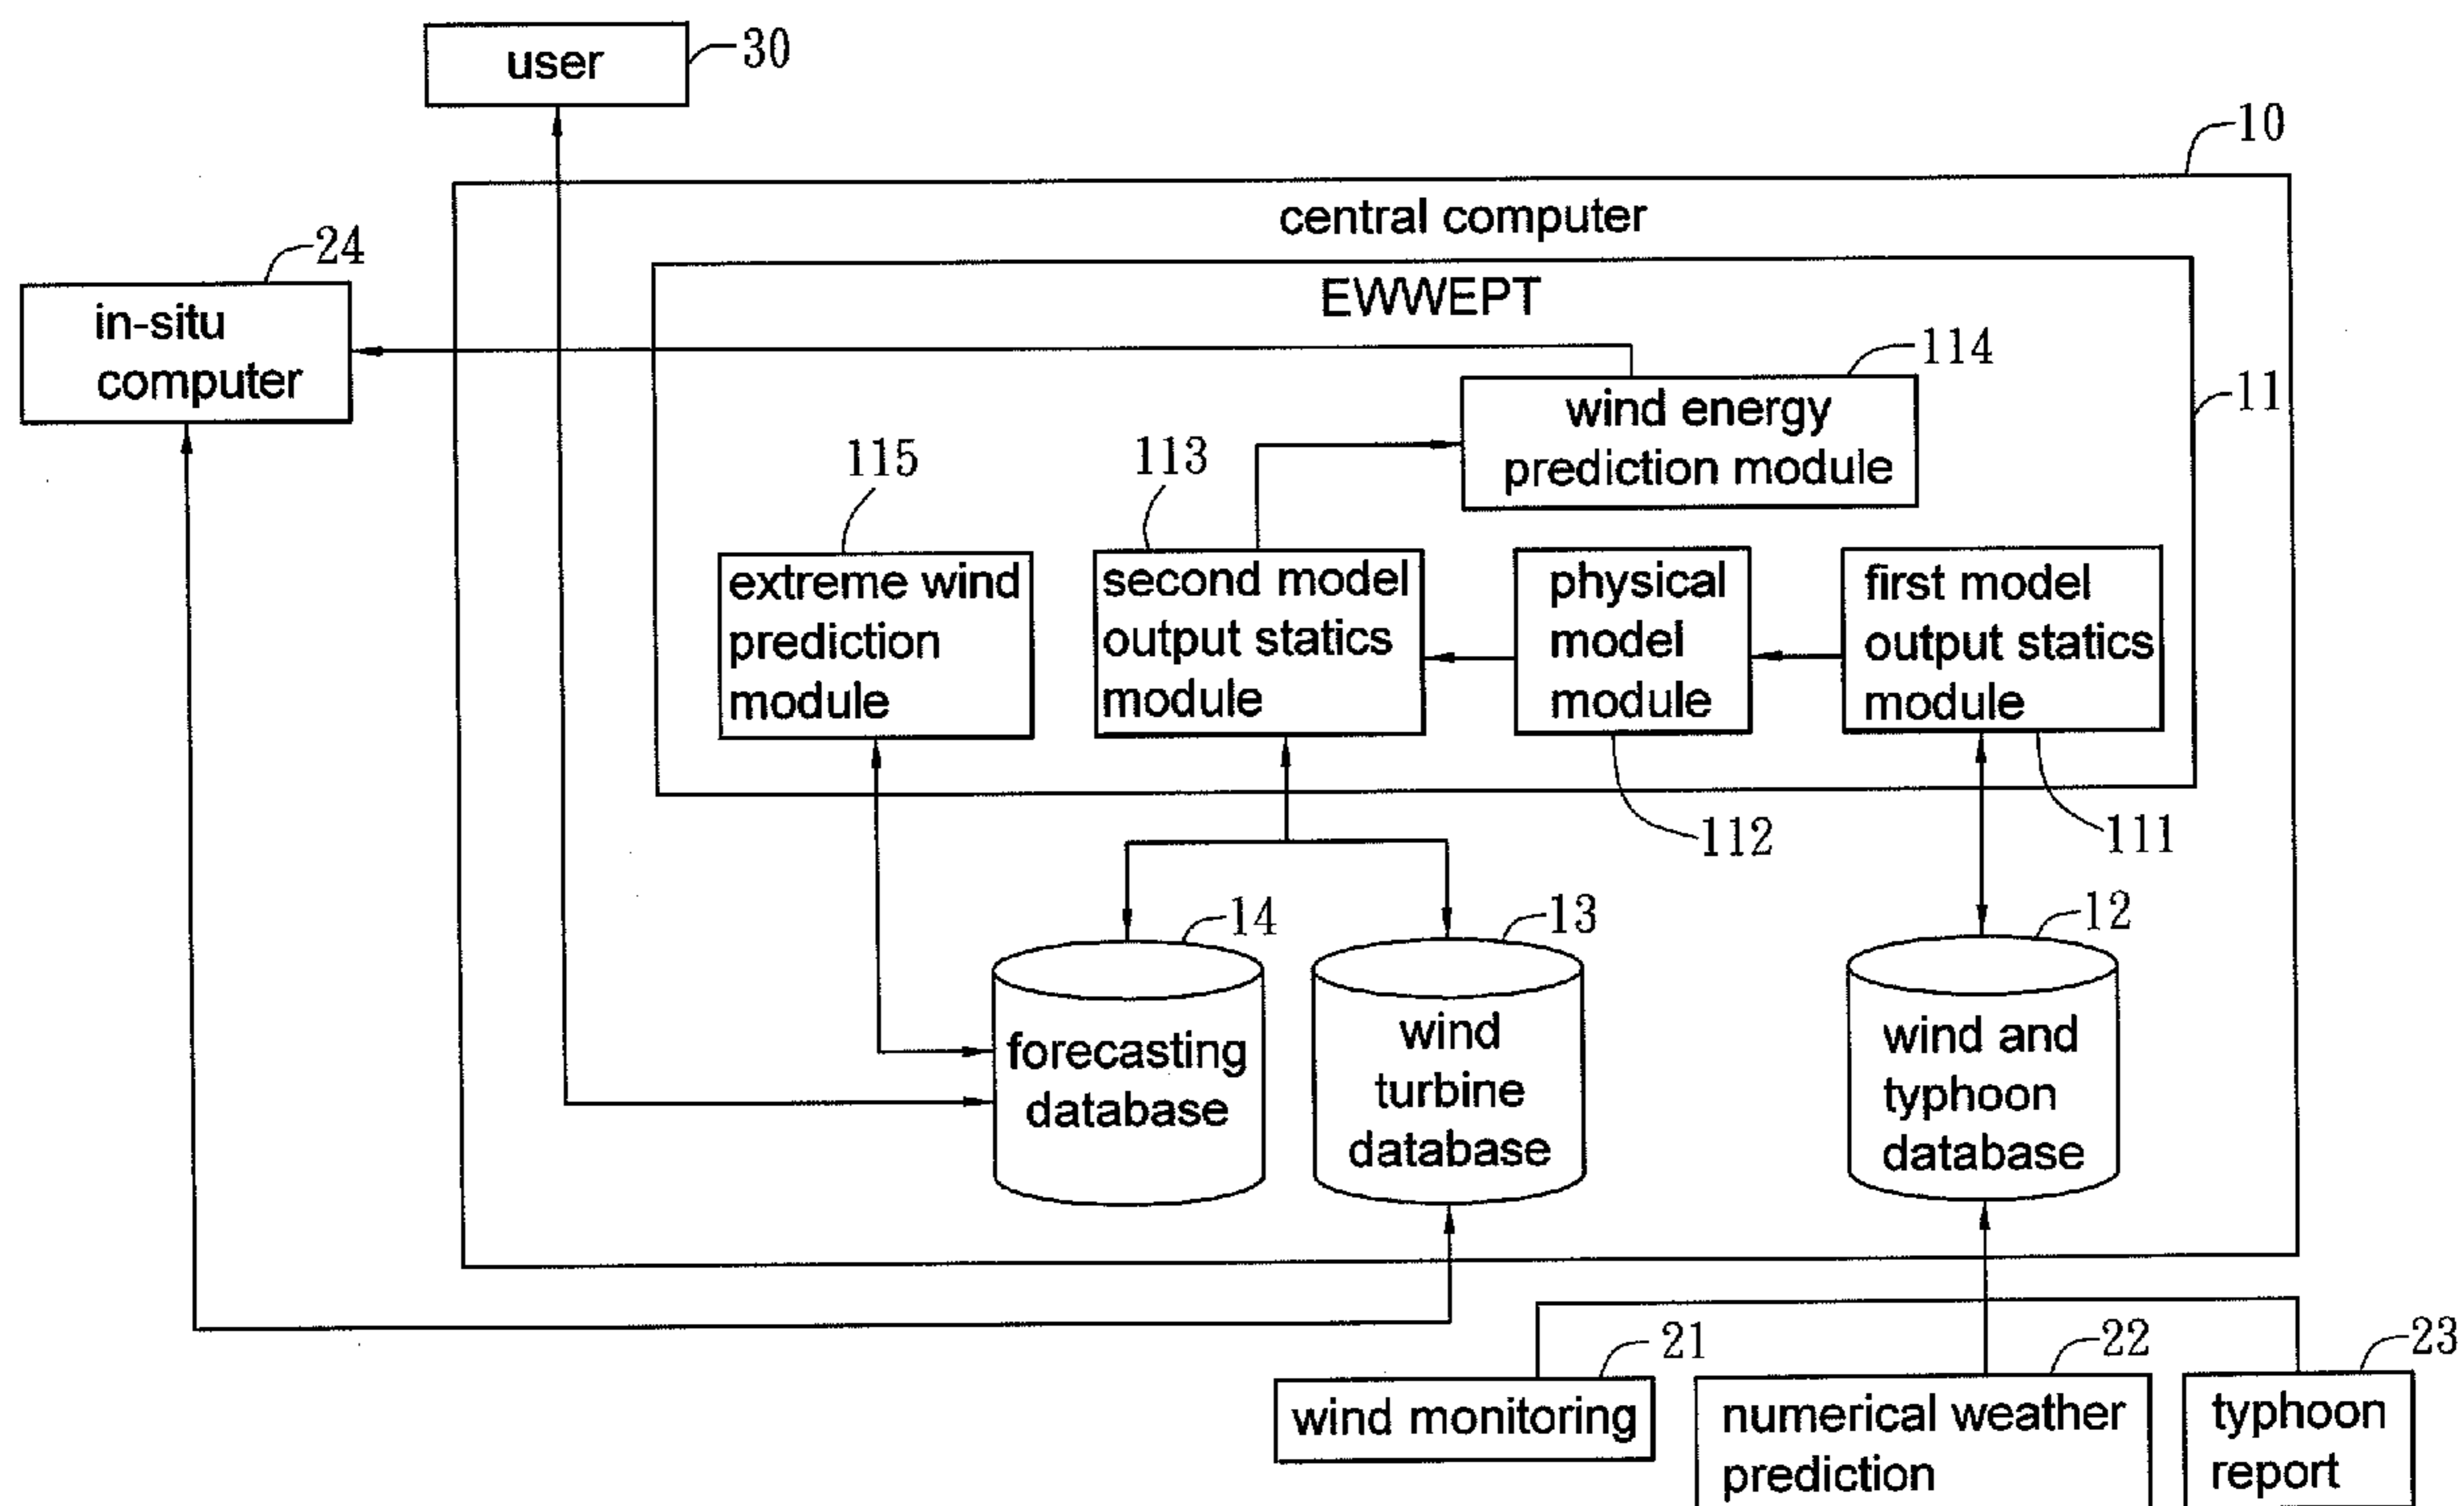 user
30
10
central computer
24
in-situ
computer
EWWEPT
114
11
wind energy
prediction module
115
113
extreme wind
prediction
module
second model
output statics
module
physical
model
module
first model
output statics
module
112
111
14
13
12
forecasting
database
wind
turbine
database
wind and
typhoon
database
21
22
23
wind monitoring
numerical weather
prediction
typhoon
report